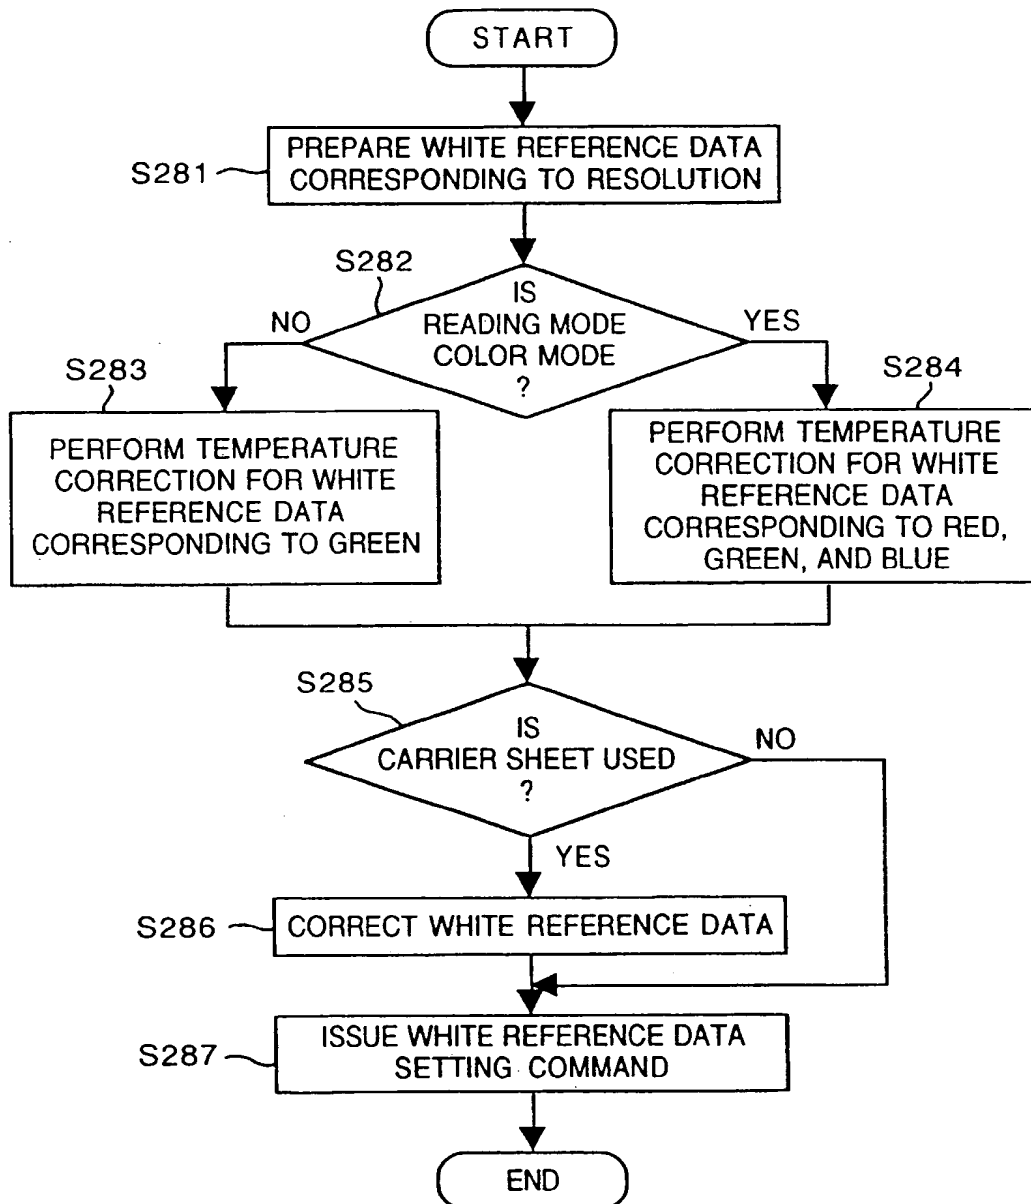 START
PREPARE WHITE REFERENCE DATA
CORRESPONDING TO RESOLUTION
S281
S282
IS
READING MODE
COLOR MODE
?
NO
YES
S283
PERFORM TEMPERATURE
CORRECTION FOR WHITE
REFERENCE DATA
CORRESPONDING TO GREEN
S284
PERFORM TEMPERATURE
CORRECTION FOR WHITE
REFERENCE DATA
CORRESPONDING TO RED,
GREEN, AND BLUE
S285
IS
CARRIER SHEET USED
?
NO
YES
S286
CORRECT WHITE REFERENCE DATA
S287
ISSUE WHITE REFERENCE DATA
SETTING COMMAND
END